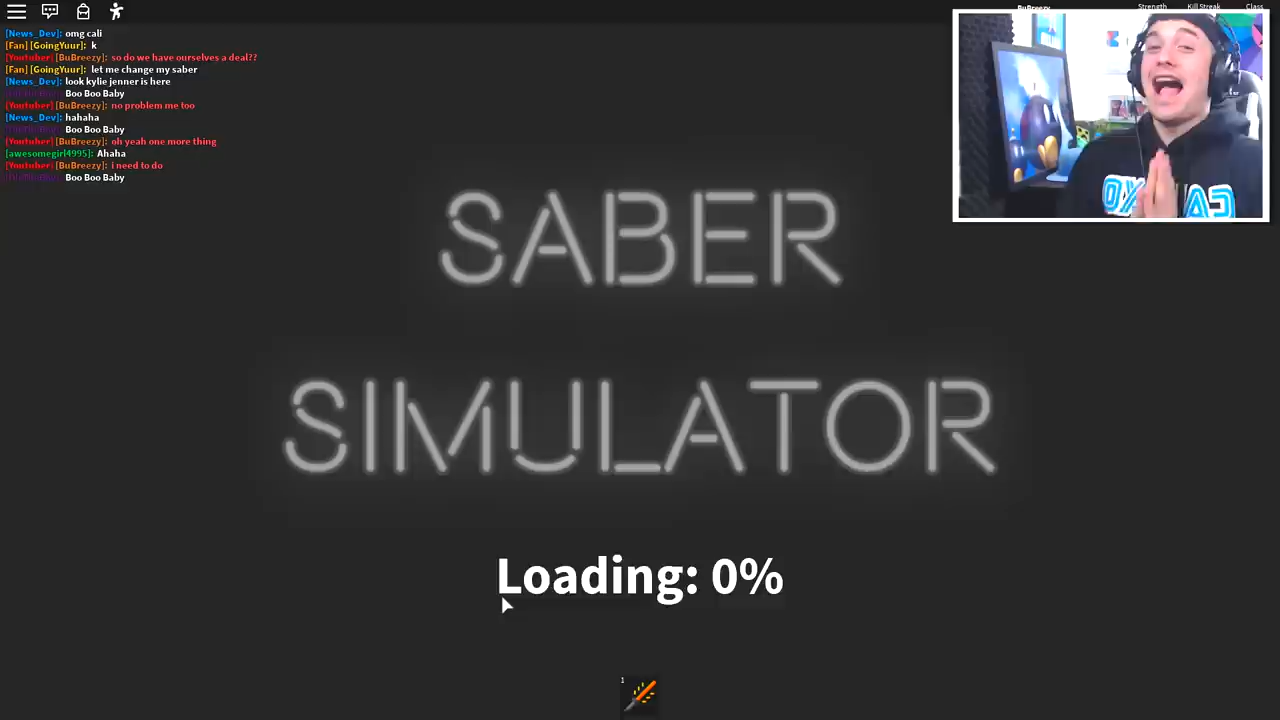 [News_Dev]: omg cali
[Fan] [GoingYuur]: k
[Youtuber] [BuBreezy]: so do we have ourselves a deal??
[Fan] [GoingYuur]: let me change my saber
[News_Dev]: look kylie jenner is here
Boo Boo Baby
[Youtuber] [BuBreezy]: no problem me too
[News_Dev]: hahaha
Boo Boo Baby
[Youtuber] [BuBreezy]: oh yeah one more thing
[awesomegirl4995]: Ahaha
[Youtuber] [BuBreezy]: i need to do
Boo Boo Baby
BuBreezy Strength Kill Streak Class
SABER
SIMULATOR
Loading: 0%
1